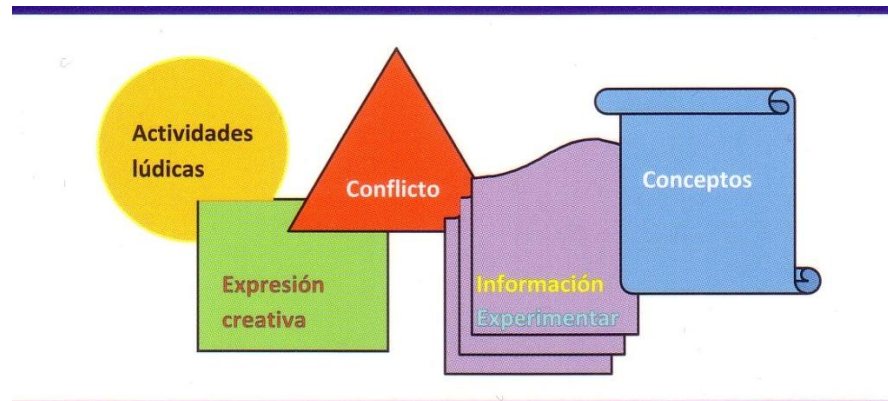 Actividades
lúdicas
Conflicto
Conceptos
Expresión
creativa
Información
Experimentar